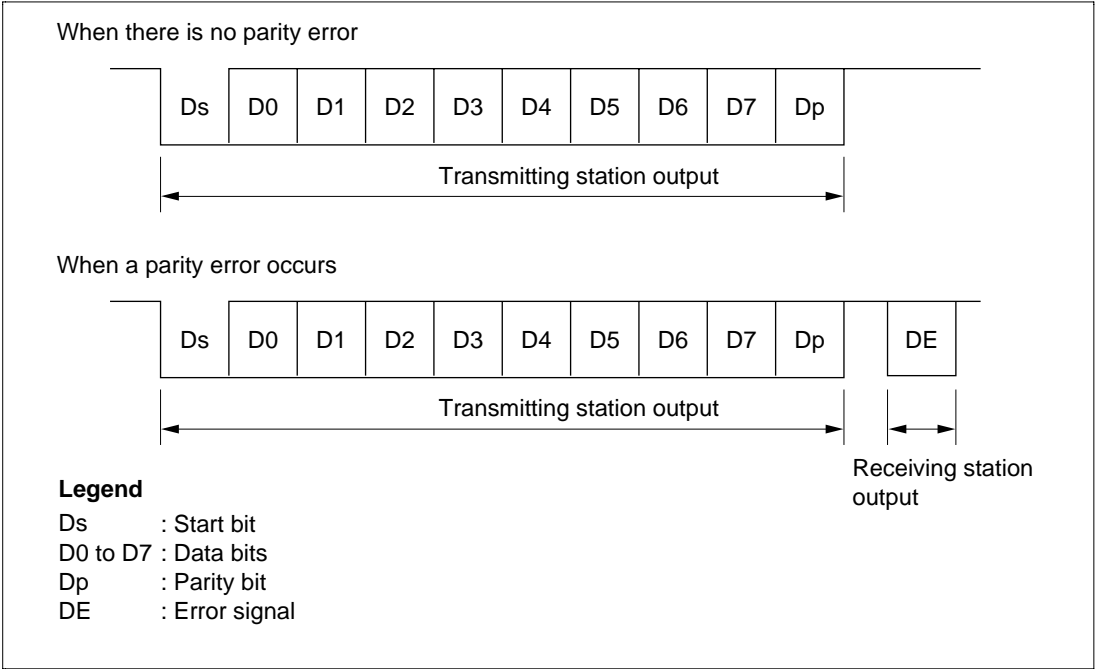 When there is no parity error
Ds D0 D1 D2 D3 D4 D5 D6 D7 Dp
Transmitting station output
When a parity error occurs
Ds D0 D1 D2 D3 D4 D5 D6 D7 Dp DE
Transmitting station output
Receiving station
output
Legend
Ds : Start bit
D0 to D7 : Data bits
Dp : Parity bit
DE : Error signal